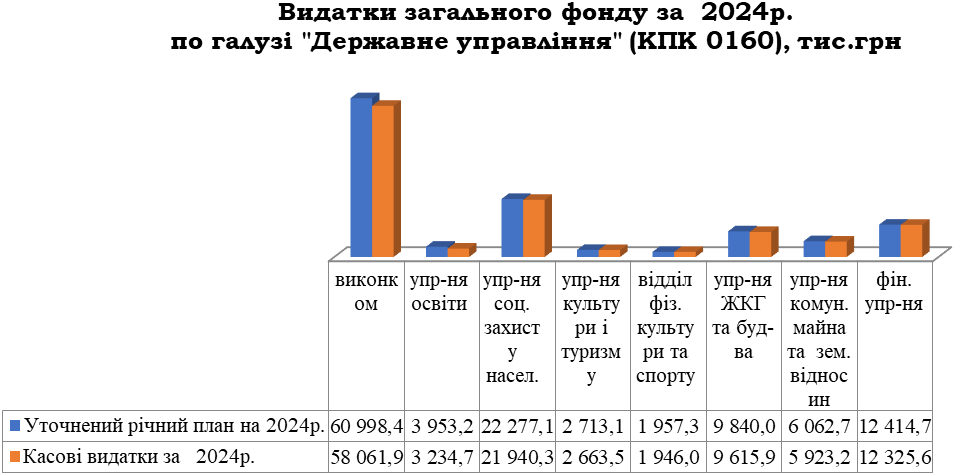 Видатки загального фонду за 2024р.
по галузі "Державне управління" (КПК 0160), тис.грн
виконк
ом
упр-ня
освіти
упр-ня
соц.
захист
у
насел.
упр-ня
культу
ри і
туризм
у
відділ
фіз.
культу
ри та
спорту
упр-ня
ЖКГ
та буд-
ва
упр-ня
комун.
майна
та зем.
віднос
ин
фін.
упр-ня
Уточнений річний план на 2024р. 60 998,4 3 953,2 22 277,1 2 713,1 1 957,3 9 840,0 6 062,7 12 414,7
Касові видатки за 2024р. 58 061,9 3 234,7 21 940,3 2 663,5 1 946,0 9 615,9 5 923,2 12 325,6